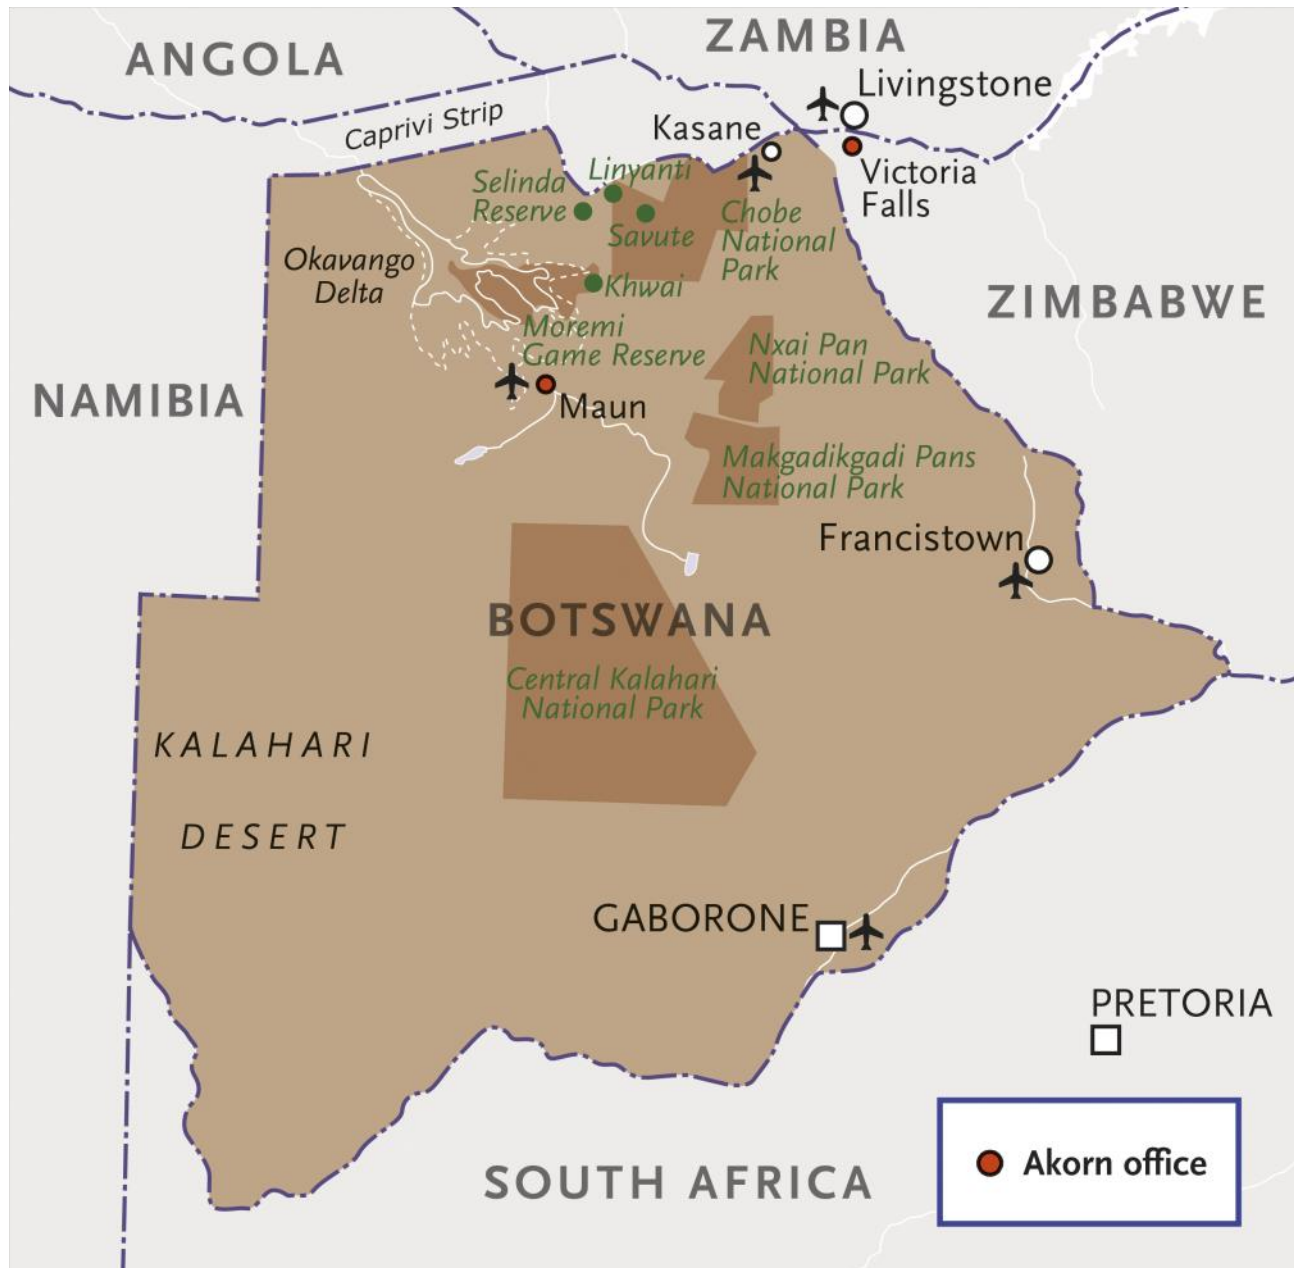 ANGOLA
ZAMBIA
Livingstone
Caprivi Strip
Kasane
Victoria
Falls
Linyanti
Selinda
Reserve
Savute
Chobe
National
Park
Okavango
Delta
Khwai
ZIMBABWE
Moremi
Game Reserve
Nxai Pan
National Park
NAMIBIA
Maun
Makgadikgadi Pans
National Park
Francistown
BOTSWANA
Central Kalahari
National Park
KALAHARI
DESERT
GABORONE
PRETORIA
SOUTH AFRICA
Akorn office